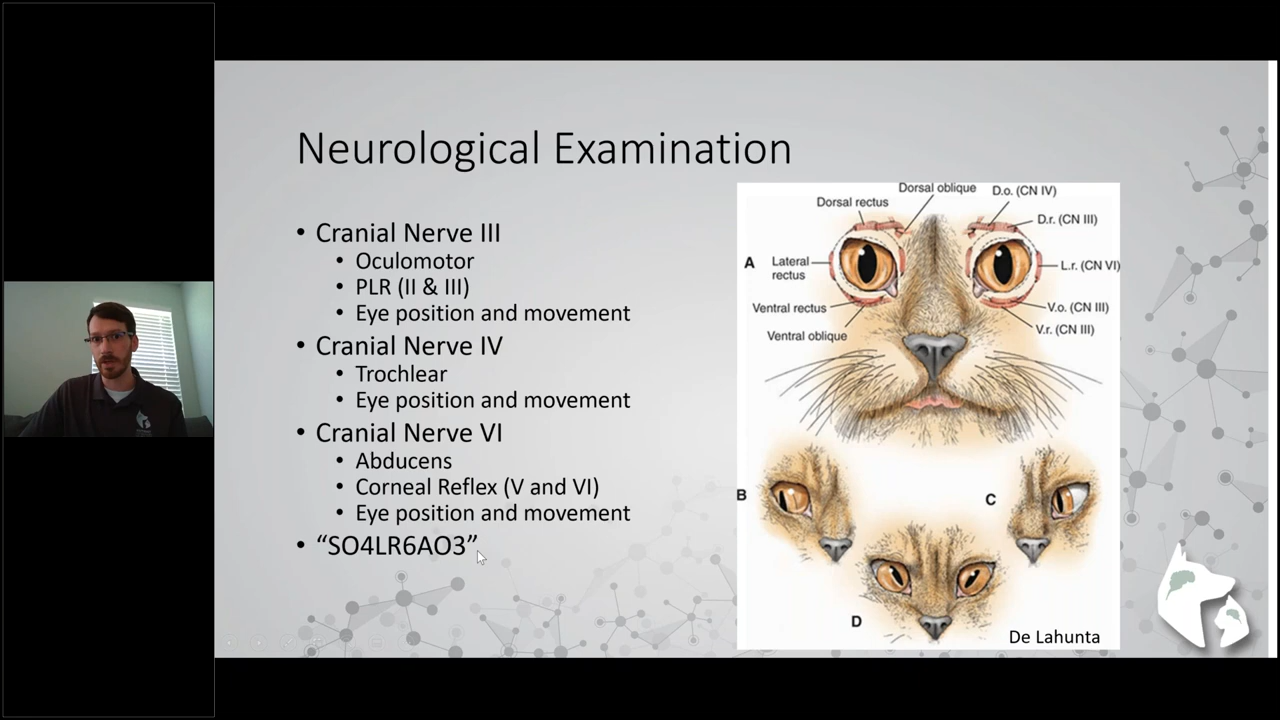 Neurological Examination
• Cranial Nerve III
• Oculomotor
• PLR (II & III)
• Eye position and movement
• Cranial Nerve IV
• Trochlear
• Eye position and movement
• Cranial Nerve VI
• Abducens
• Corneal Reflex (V and VI)
• Eye position and movement
• “SO4LR6AO3”
Dorsal oblique
D.o. (CN IV)
Dorsal rectus
D.r. (CN III)
A
Lateral
rectus
L.r. (CN VI)
Ventral rectus
V.o. (CN III)
Ventral oblique
V.r. (CN III)
B
C
D
De Lahunta